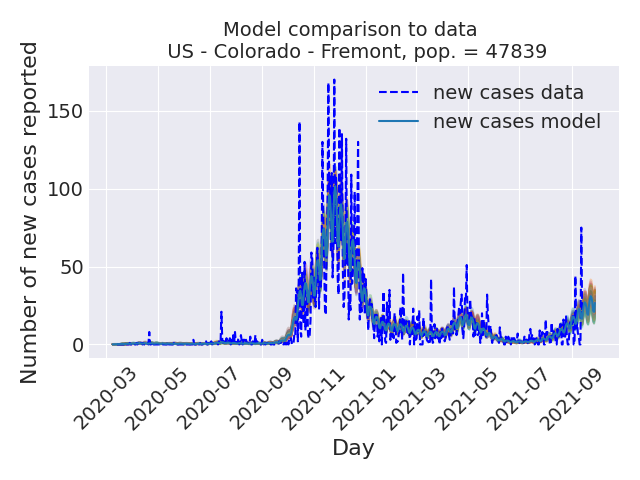 Model comparison to data
US - Colorado - Fremont, pop. = 47839
Number of new cases reported
150
100
50
0
new cases data
new cases model
2020-03
2020-05
2020-07
2020-09
2020-11
2021-01
2021-03
2021-05
2021-07
2021-09
Day